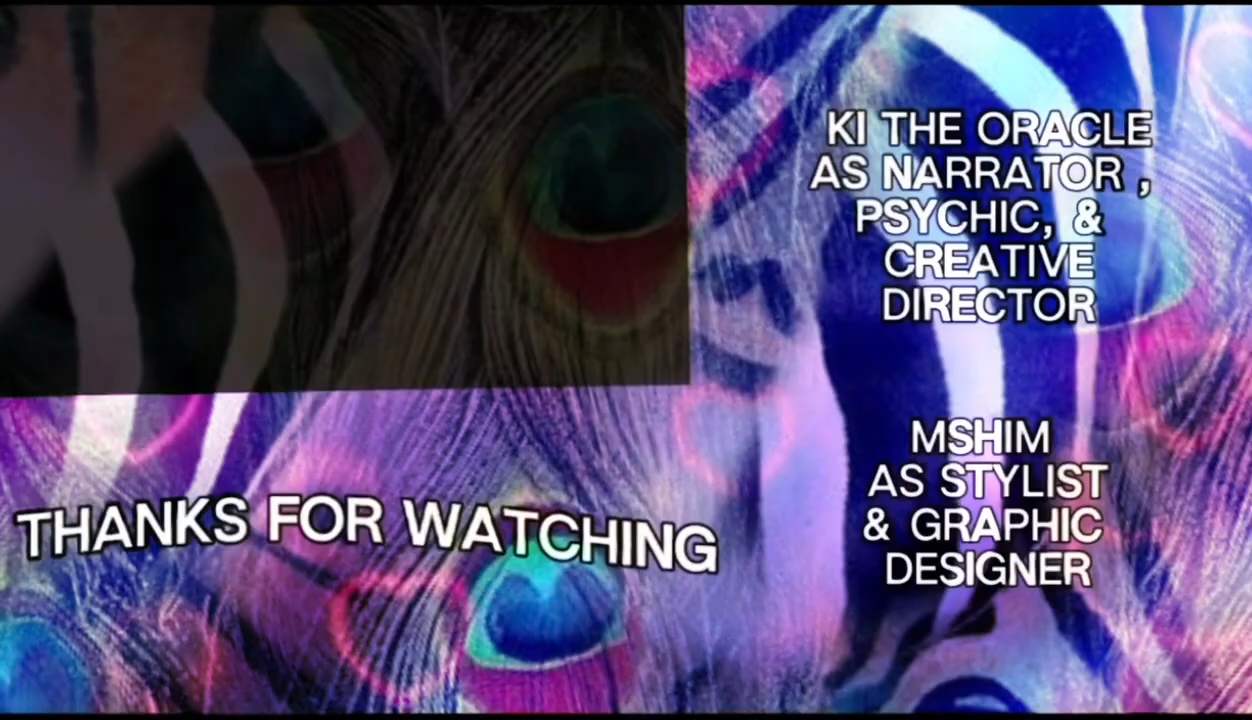 KI THE ORACLE
AS NARRATOR ,
PSYCHIC, &
CREATIVE
DIRECTOR
MSHIM
AS STYLIST
& GRAPHIC
DESIGNER
THANKS FOR WATCHING